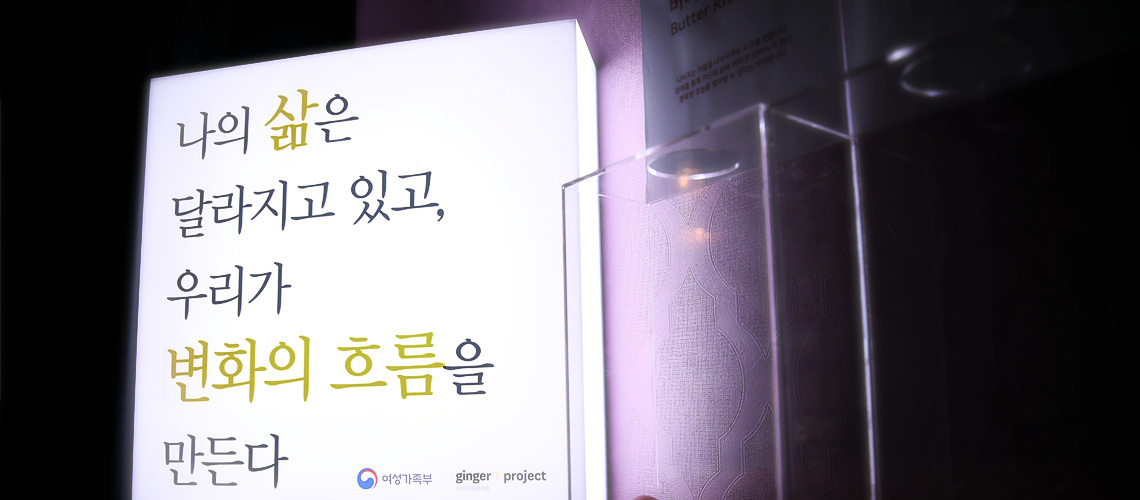 나의 삶은
달라지고 있고,
우리가
변화의 흐름을
만든다
여성가족부
ginger T project
Butter